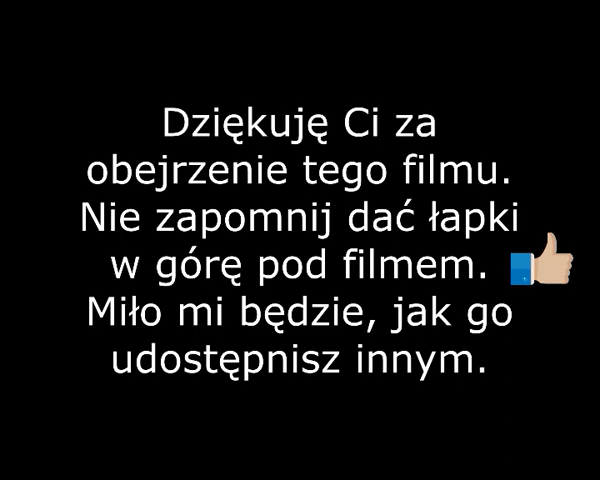 Dziękuję Ci za
obejrzenie tego filmu.
Nie zapomnij dać łapki
w górę pod filmem.
Miło mi będzie, jak go
udostępnisz innym.